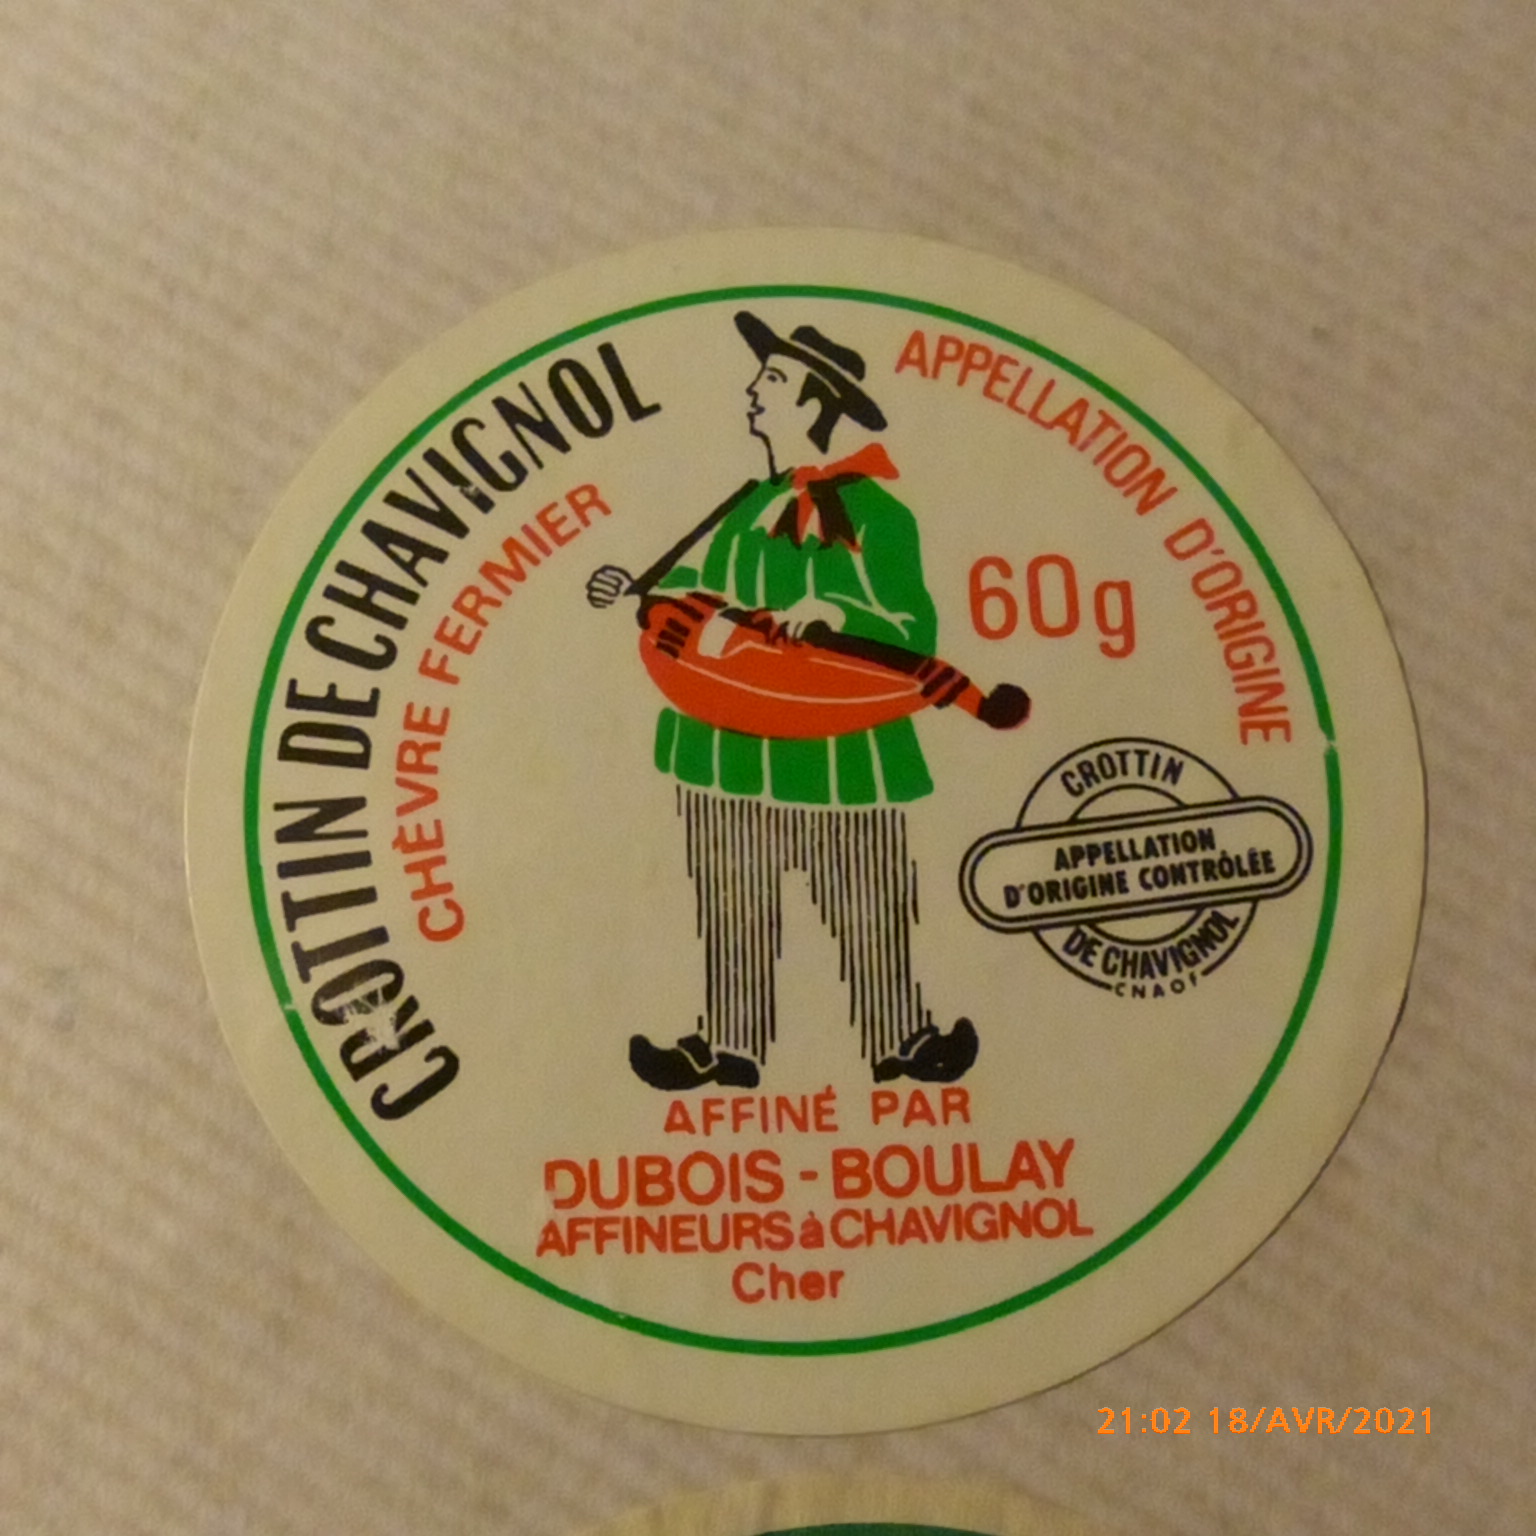 CROTTIN DE CHAVIGNOL
CHÈVRE FERMIER
APPELLATION D'ORIGINE
60g
CROTTIN
APPELLATION
D'ORIGINE CONTRÔLÉE
DE CHAVIGNOL
CNAOF
AFFINÉ PAR
DUBOIS - BOULAY
AFFINEURS à CHAVIGNOL
Cher
21:02 18/AVR/2021